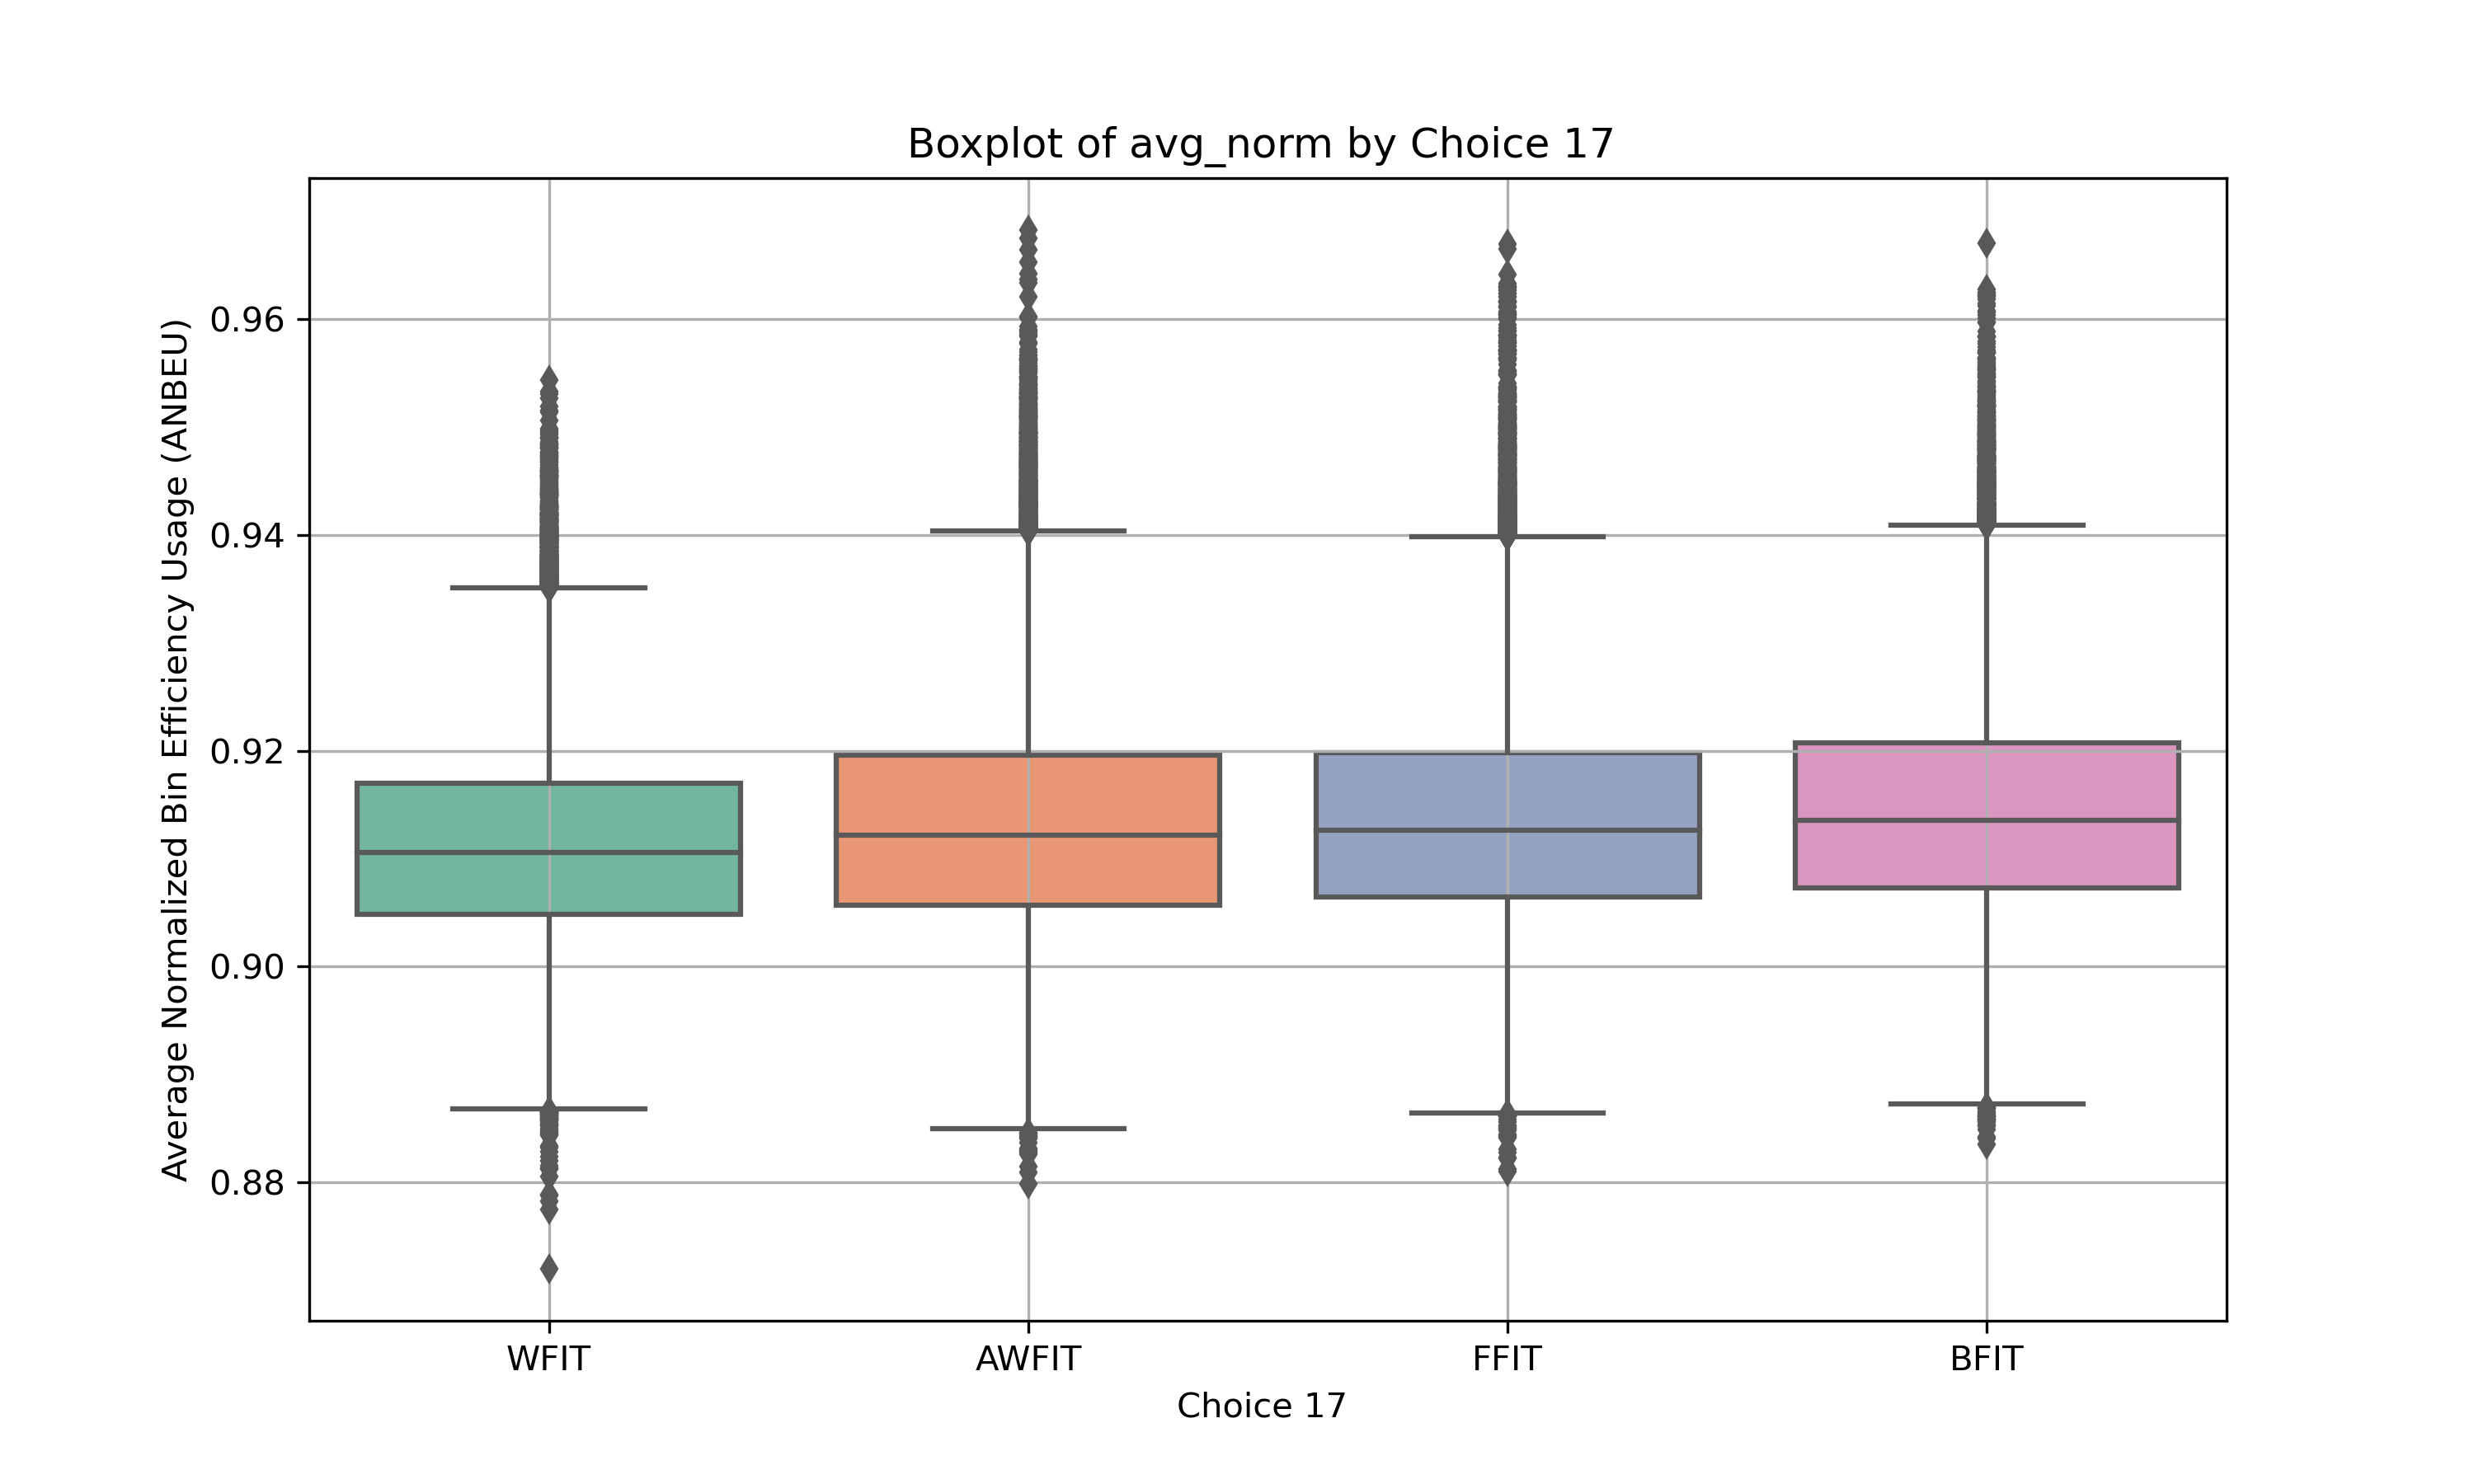 Boxplot of avg_norm by Choice 17
Average Normalized Bin Efficiency Usage (ANBEU)
0.96
0.94
0.92
0.90
0.88
WFIT
AWFIT
FFIT
BFIT
Choice 17